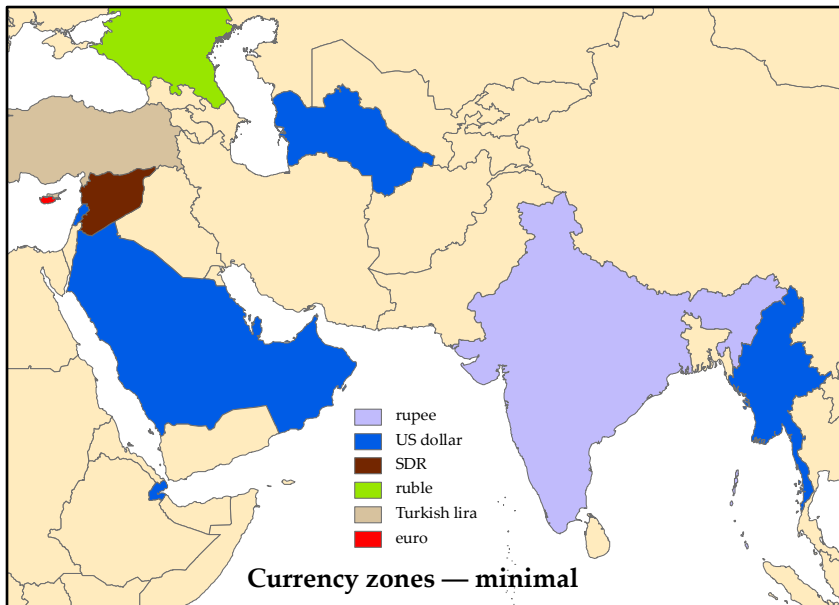 rupee
US dollar
SDR
ruble
Turkish lira
euro
Currency zones — minimal